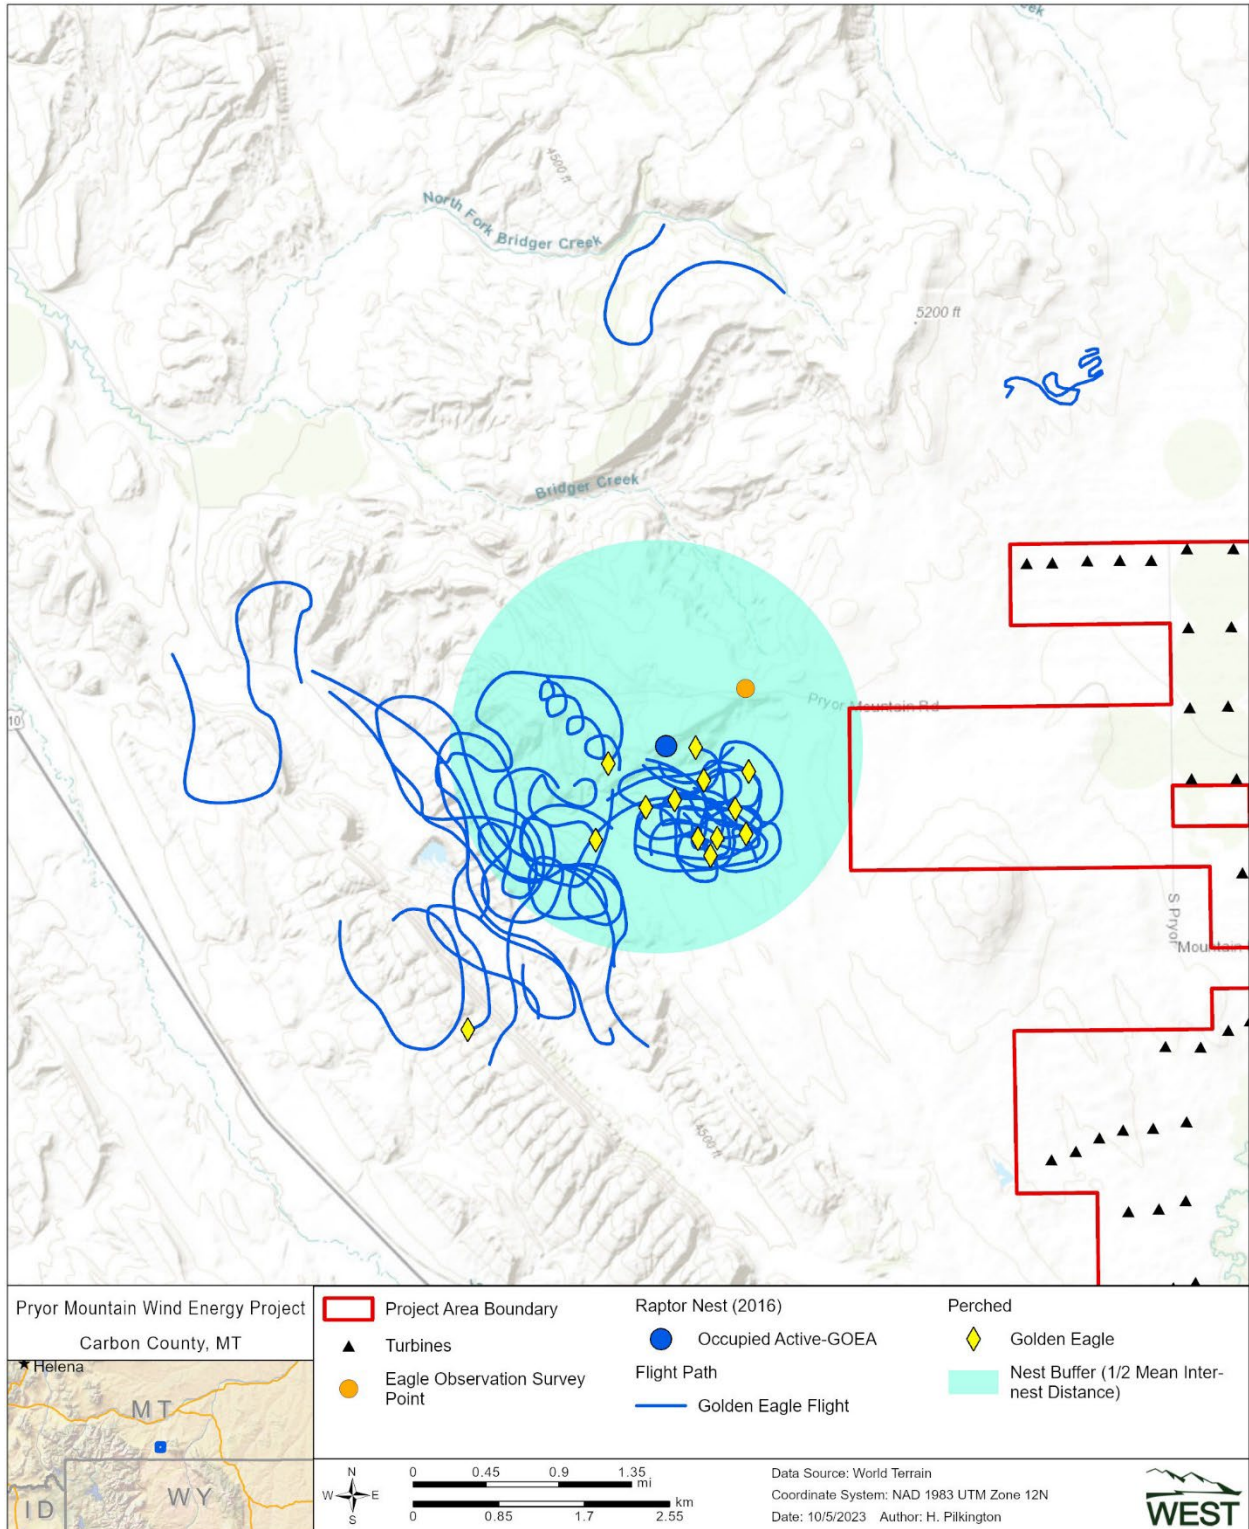 Creek
4500 ft
North Fork
Bridger Creek
5200 ft
Bridger Creek
Pryor Mountain Rd
10
S Pryor
Mountain
4500 ft
Pryor Mountain Wind Energy Project
Carbon County, MT
Helena
MT
WY
ID
Project Area Boundary
Turbines
Eagle Observation Survey
Point
Raptor Nest (2016)
Occupied Active-GOEA
Flight Path
Golden Eagle Flight
Perched
Golden Eagle
Nest Buffer (1/2 Mean Inter-
nest Distance)
N
W E
S
0 0.45 0.9 1.35
mi
km
0 0.85 1.7 2.55
Data Source: World Terrain
Coordinate System: NAD 1983 UTM Zone 12N
Date: 10/5/2023 Author: H. Pilkington
WEST